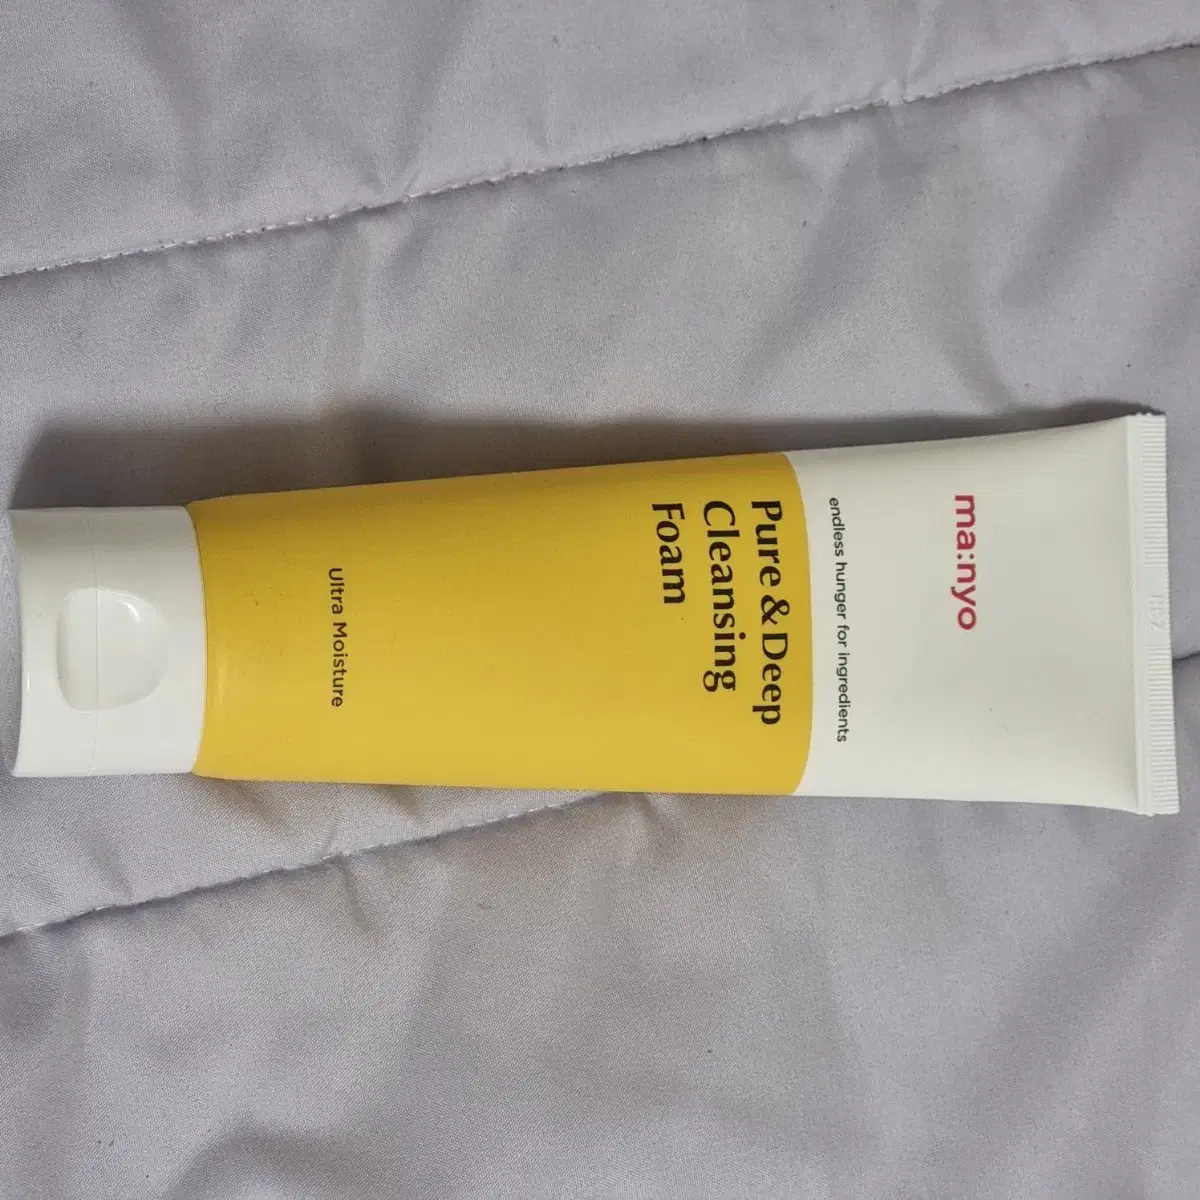 ma:nyo
endless hunger for ingredients
Pure & Deep
Cleansing
Foam
Ultra Moisture